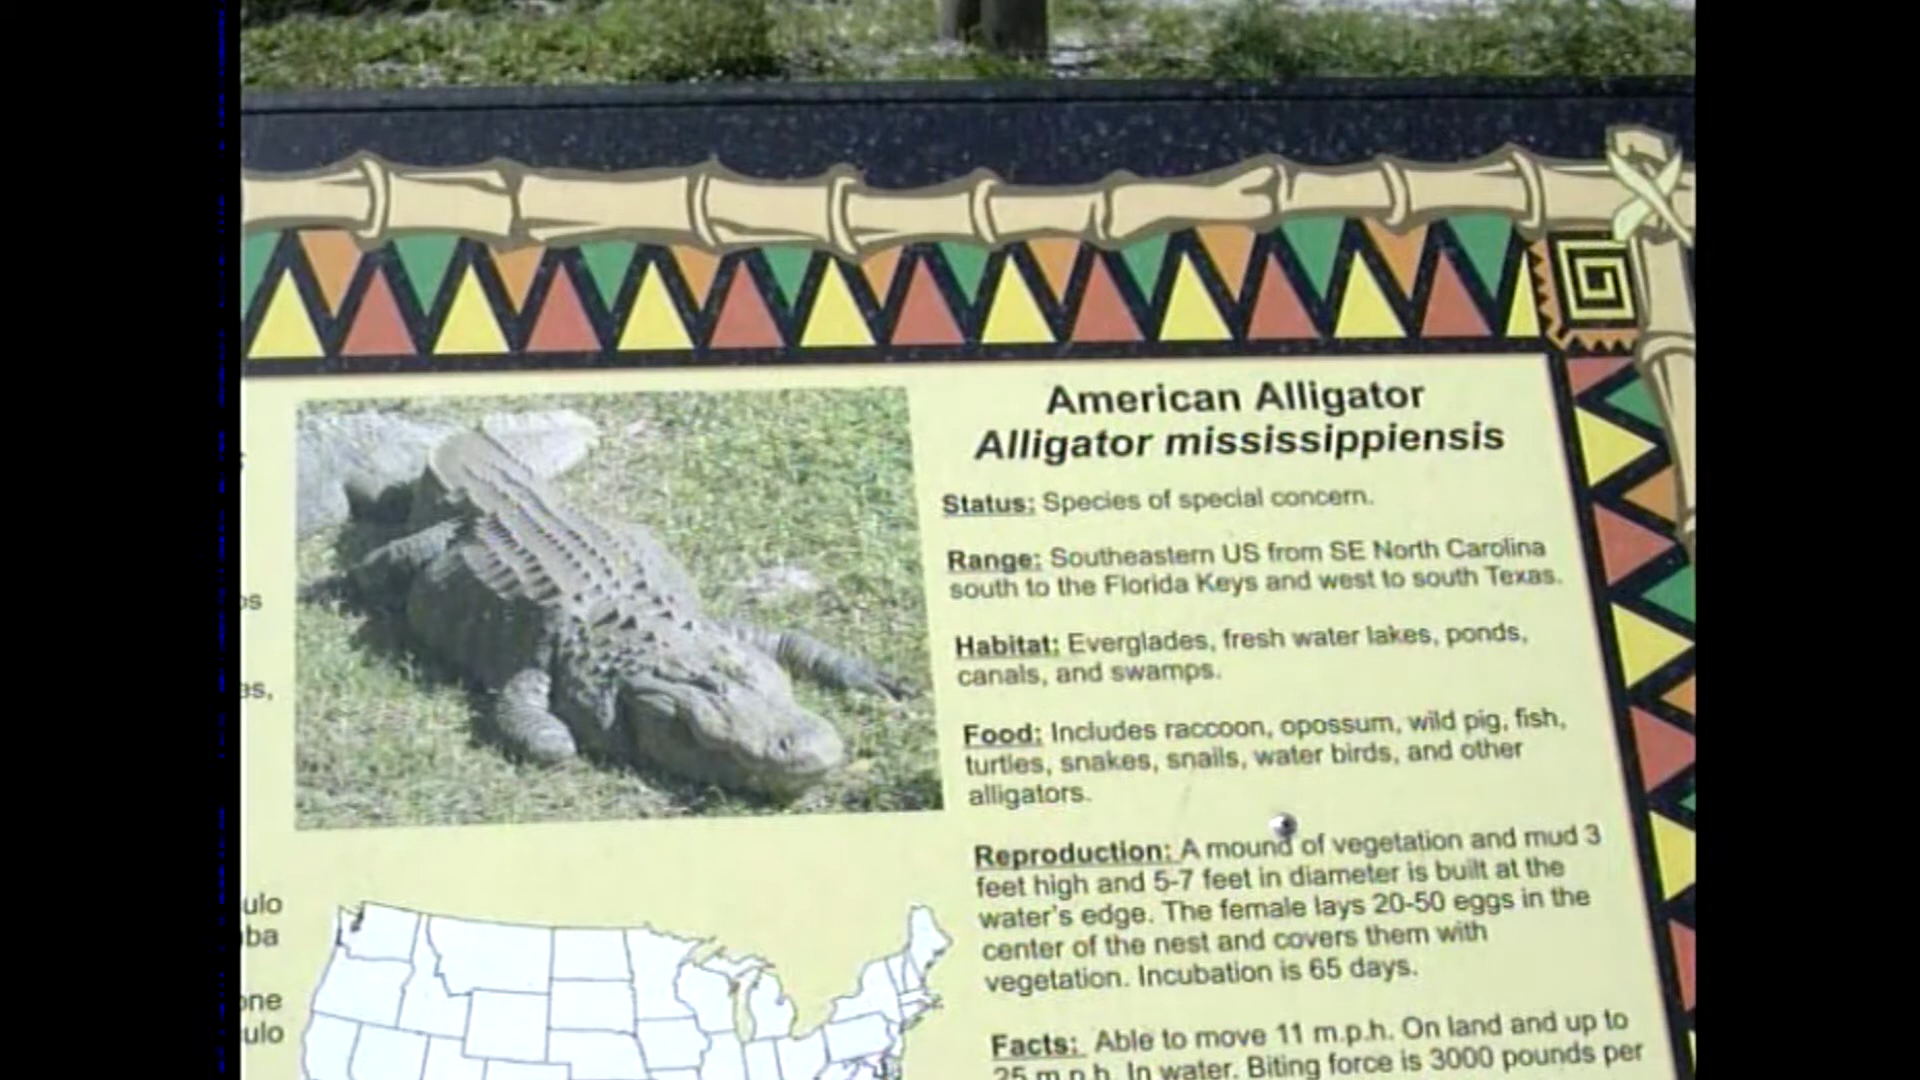 American Alligator
Alligator mississippiensis
Status: Species of special concern.
Range: Southeastern US from SE North Carolina
south to the Florida Keys and west to south Texas.
Habitat: Everglades, fresh water lakes, ponds,
canals, and swamps.
Food: Includes raccoon, opossum, wild pig, fish,
turtles, snakes, snails, water birds, and other
alligators.
Reproduction: A mound of vegetation and mud 3
feet high and 5-7 feet in diameter is built at the
water's edge. The female lays 20-50 eggs in the
center of the nest and covers them with
vegetation. Incubation is 65 days.
Facts: Able to move 11 m.p.h. On land and up to
25 m.p.h. In water. Biting force is 3000 pounds per